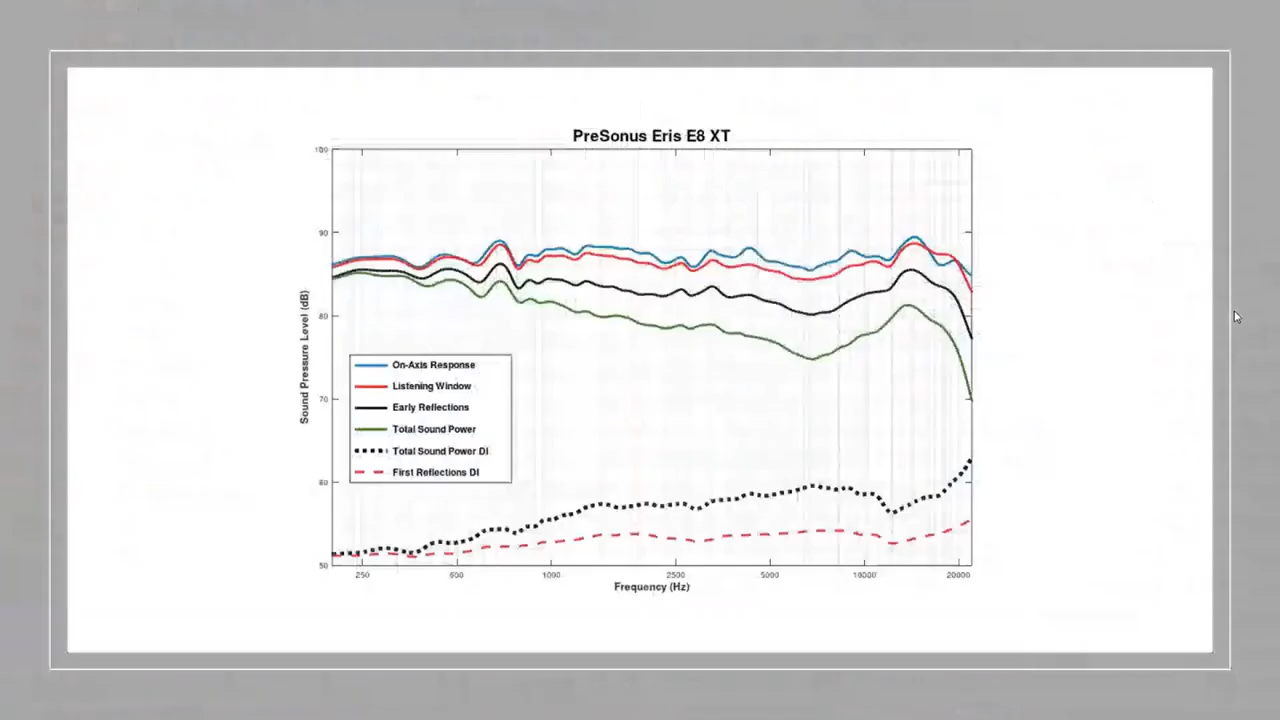 PreSonus Eris E8 XT
100
90
80
70
60
50
Sound Pressure Level (dB)
On-Axis Response
Listening Window
Early Reflections
Total Sound Power
Total Sound Power DI
First Reflections DI
250 500 1000 2500 5000 10000 20000
Frequency (Hz)